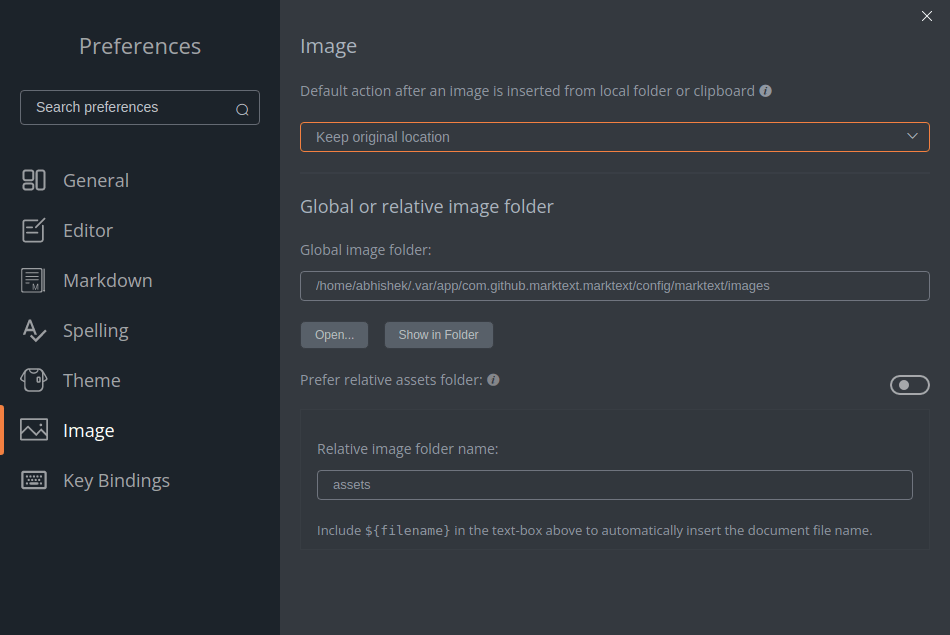 Preferences
Search preferences
General
Editor
Markdown
Spelling
Theme
Image
Key Bindings
Image
Default action after an image is inserted from local folder or clipboard
Keep original location
Global or relative image folder
Global image folder:
/home/abhishek/.var/app/com.github.marktext.marktext/config/marktext/images
Open...
Show in Folder
Prefer relative assets folder:
Relative image folder name:
assets
Include ${filename} in the text-box above to automatically insert the document file name.